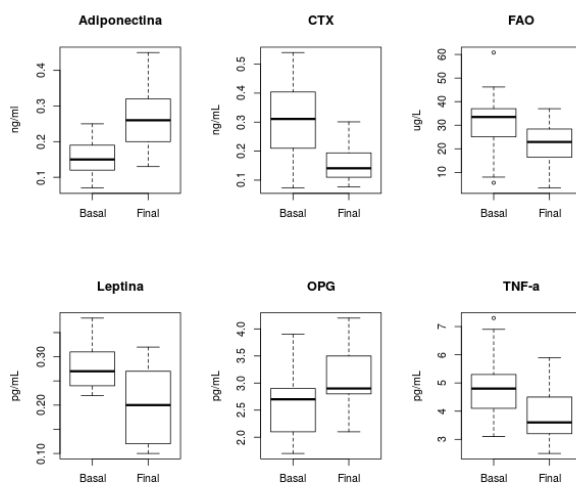 Adiponectina
ng/ml
0.4
0.3
0.2
0.1
Basal
Final
CTX
ng/mL
0.5
0.4
0.3
0.2
0.1
Basal
Final
FAO
ug/L
60
50
40
30
20
10
Basal
Final
Leptina
pg/mL
0.30
0.20
0.10
Basal
Final
OPG
pg/mL
4.0
3.5
3.0
2.5
2.0
Basal
Final
TNF-a
pg/mL
7
6
5
4
3
Basal
Final